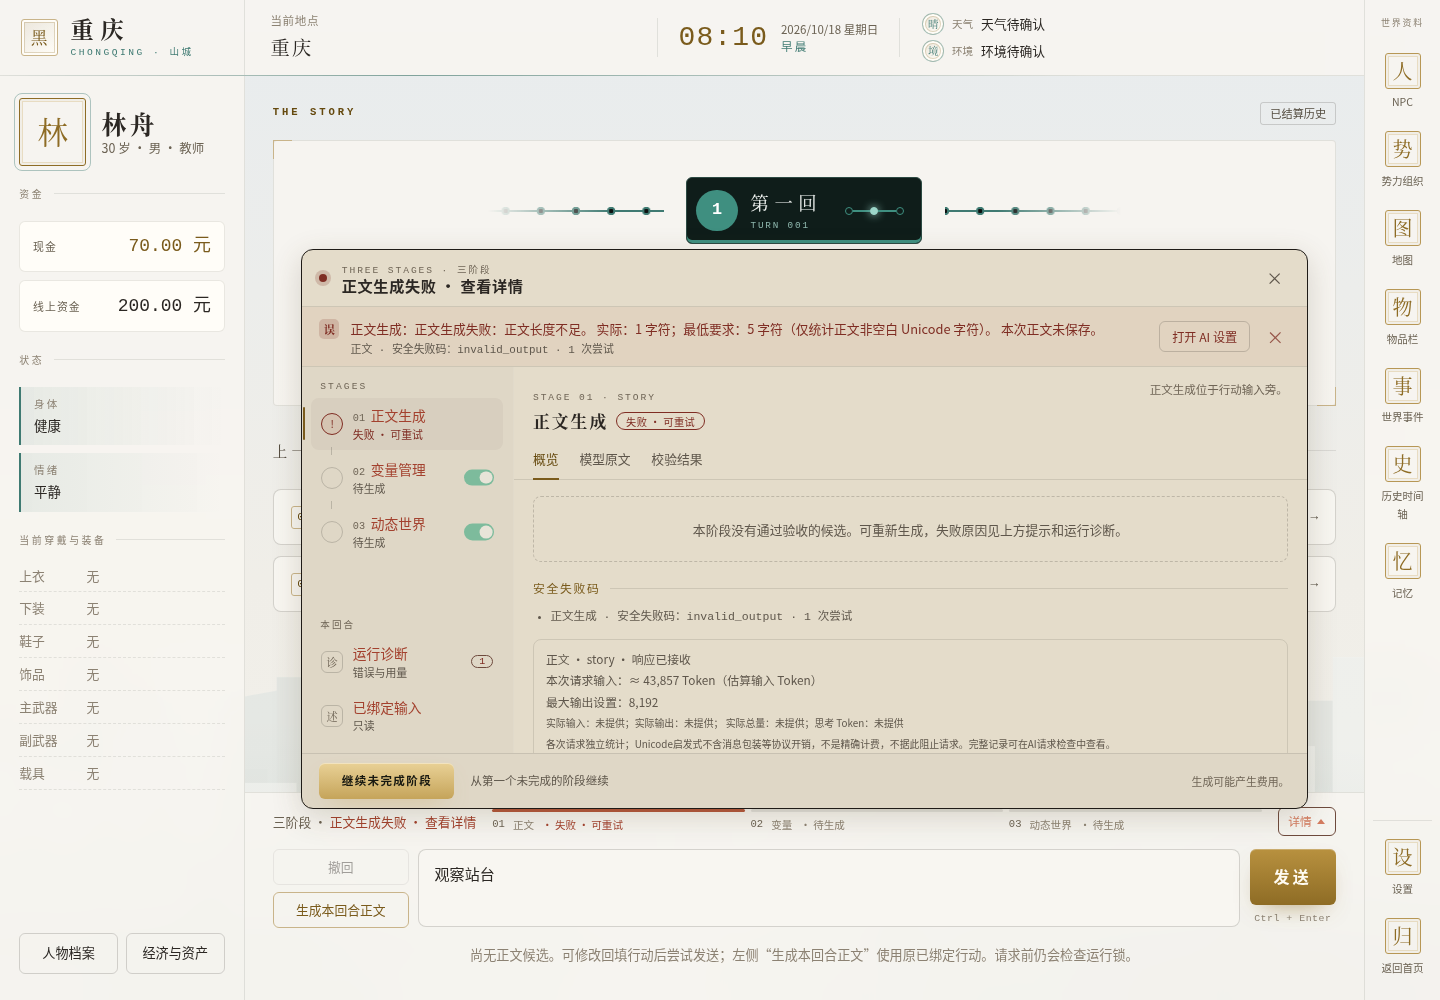 黑
重庆
CHONGQING · 山城
林
林舟
30 岁 • 男 • 教师
资金
现金
70.00 元
线上资金
200.00 元
状态
身体
健康
情绪
平静
当前穿戴与装备
上衣 无
下装 无
鞋子 无
饰品 无
主武器 无
副武器 无
载具 无
人物档案
经济与资产
当前地点
重庆
08:10
2026/10/18 星期日
早晨
晴 天气 天气待确认
境 环境 环境待确认
THE STORY
已结算历史
1
第一回
TURN 001
上一
→
→
THREE STAGES · 三阶段
正文生成失败 • 查看详情
误
正文生成：正文生成失败：正文长度不足。 实际：1 字符；最低要求：5 字符（仅统计正文非空白 Unicode 字符）。 本次正文未保存。
正文 · 安全失败码：invalid_output · 1 次尝试
打开 AI 设置
STAGES
!
01 正文生成
失败 • 可重试
02 变量管理
待生成
03 动态世界
待生成
本回合
诊
运行诊断
错误与用量
1
述
已绑定输入
只读
STAGE 01 · STORY
正文生成
失败 • 可重试
正文生成位于行动输入旁。
概览
模型原文
校验结果
本阶段没有通过验收的候选。可重新生成，失败原因见上方提示和运行诊断。
安全失败码
• 正文生成 · 安全失败码：invalid_output · 1 次尝试
正文 • story • 响应已接收
本次请求输入：≈ 43,857 Token（估算输入 Token）
最大输出设置：8,192
实际输入：未提供；实际输出：未提供； 实际总量：未提供；思考 Token：未提供
各次请求独立统计；Unicode启发式不含消息包装等协议开销，不是精确计费，不据此阻止请求。完整记录可在AI请求检查中查看。
继续未完成阶段
从第一个未完成的阶段继续
生成可能产生费用。
三阶段 • 正文生成失败 • 查看详情
01 正文 • 失败 • 可重试
02 变量 • 待生成
03 动态世界 • 待生成
详情
撤回
生成本回合正文
观察站台
发送
Ctrl + Enter
尚无正文候选。可修改回填行动后尝试发送；左侧“生成本回合正文”使用原已绑定行动。请求前仍会检查运行锁。
世界资料
人
NPC
势
势力组织
图
地图
物
物品栏
事
世界事件
史
历史时间
轴
忆
记忆
设
设置
归
返回首页